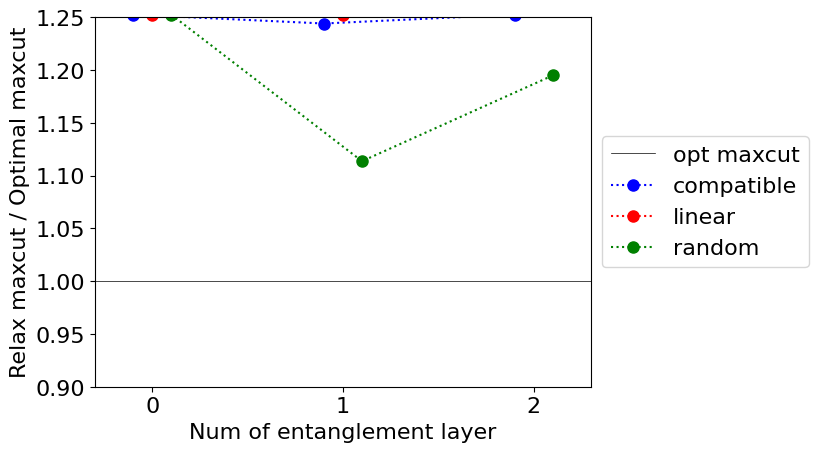 Relax maxcut / Optimal maxcut
1.25
1.20
1.15
1.10
1.05
1.00
0.95
0.90
0
1
2
Num of entanglement layer
opt maxcut
compatible
linear
random